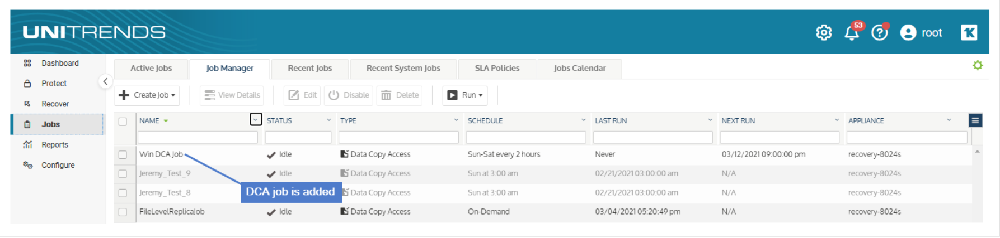 UNITRENDS
53
root
Dashboard
Protect
Recover
Jobs
Reports
Configure
Active Jobs Job Manager Recent Jobs Recent System Jobs SLA Policies Jobs Calendar
Create Job View Details Edit Disable Delete Run
NAME STATUS TYPE SCHEDULE LAST RUN NEXT RUN APPLIANCE
Win DCA Job Idle Data Copy Access Sun-Sat every 2 hours Never 03/12/2021 09:00:00 pm recovery-8024s
Jeremy_Test_9 Idle Data Copy Access Sun at 3:00 am 02/21/2021 03:00:00 am N/A recovery-8024s
Jeremy_Test_8 Data Copy Access Sun at 3:00 am 02/21/2021 03:00:00 am N/A recovery-8024s
DCA job is added
FileLevelReplicaJob Idle Data Copy Access On-Demand 03/04/2021 05:20:49 pm N/A recovery-8024s